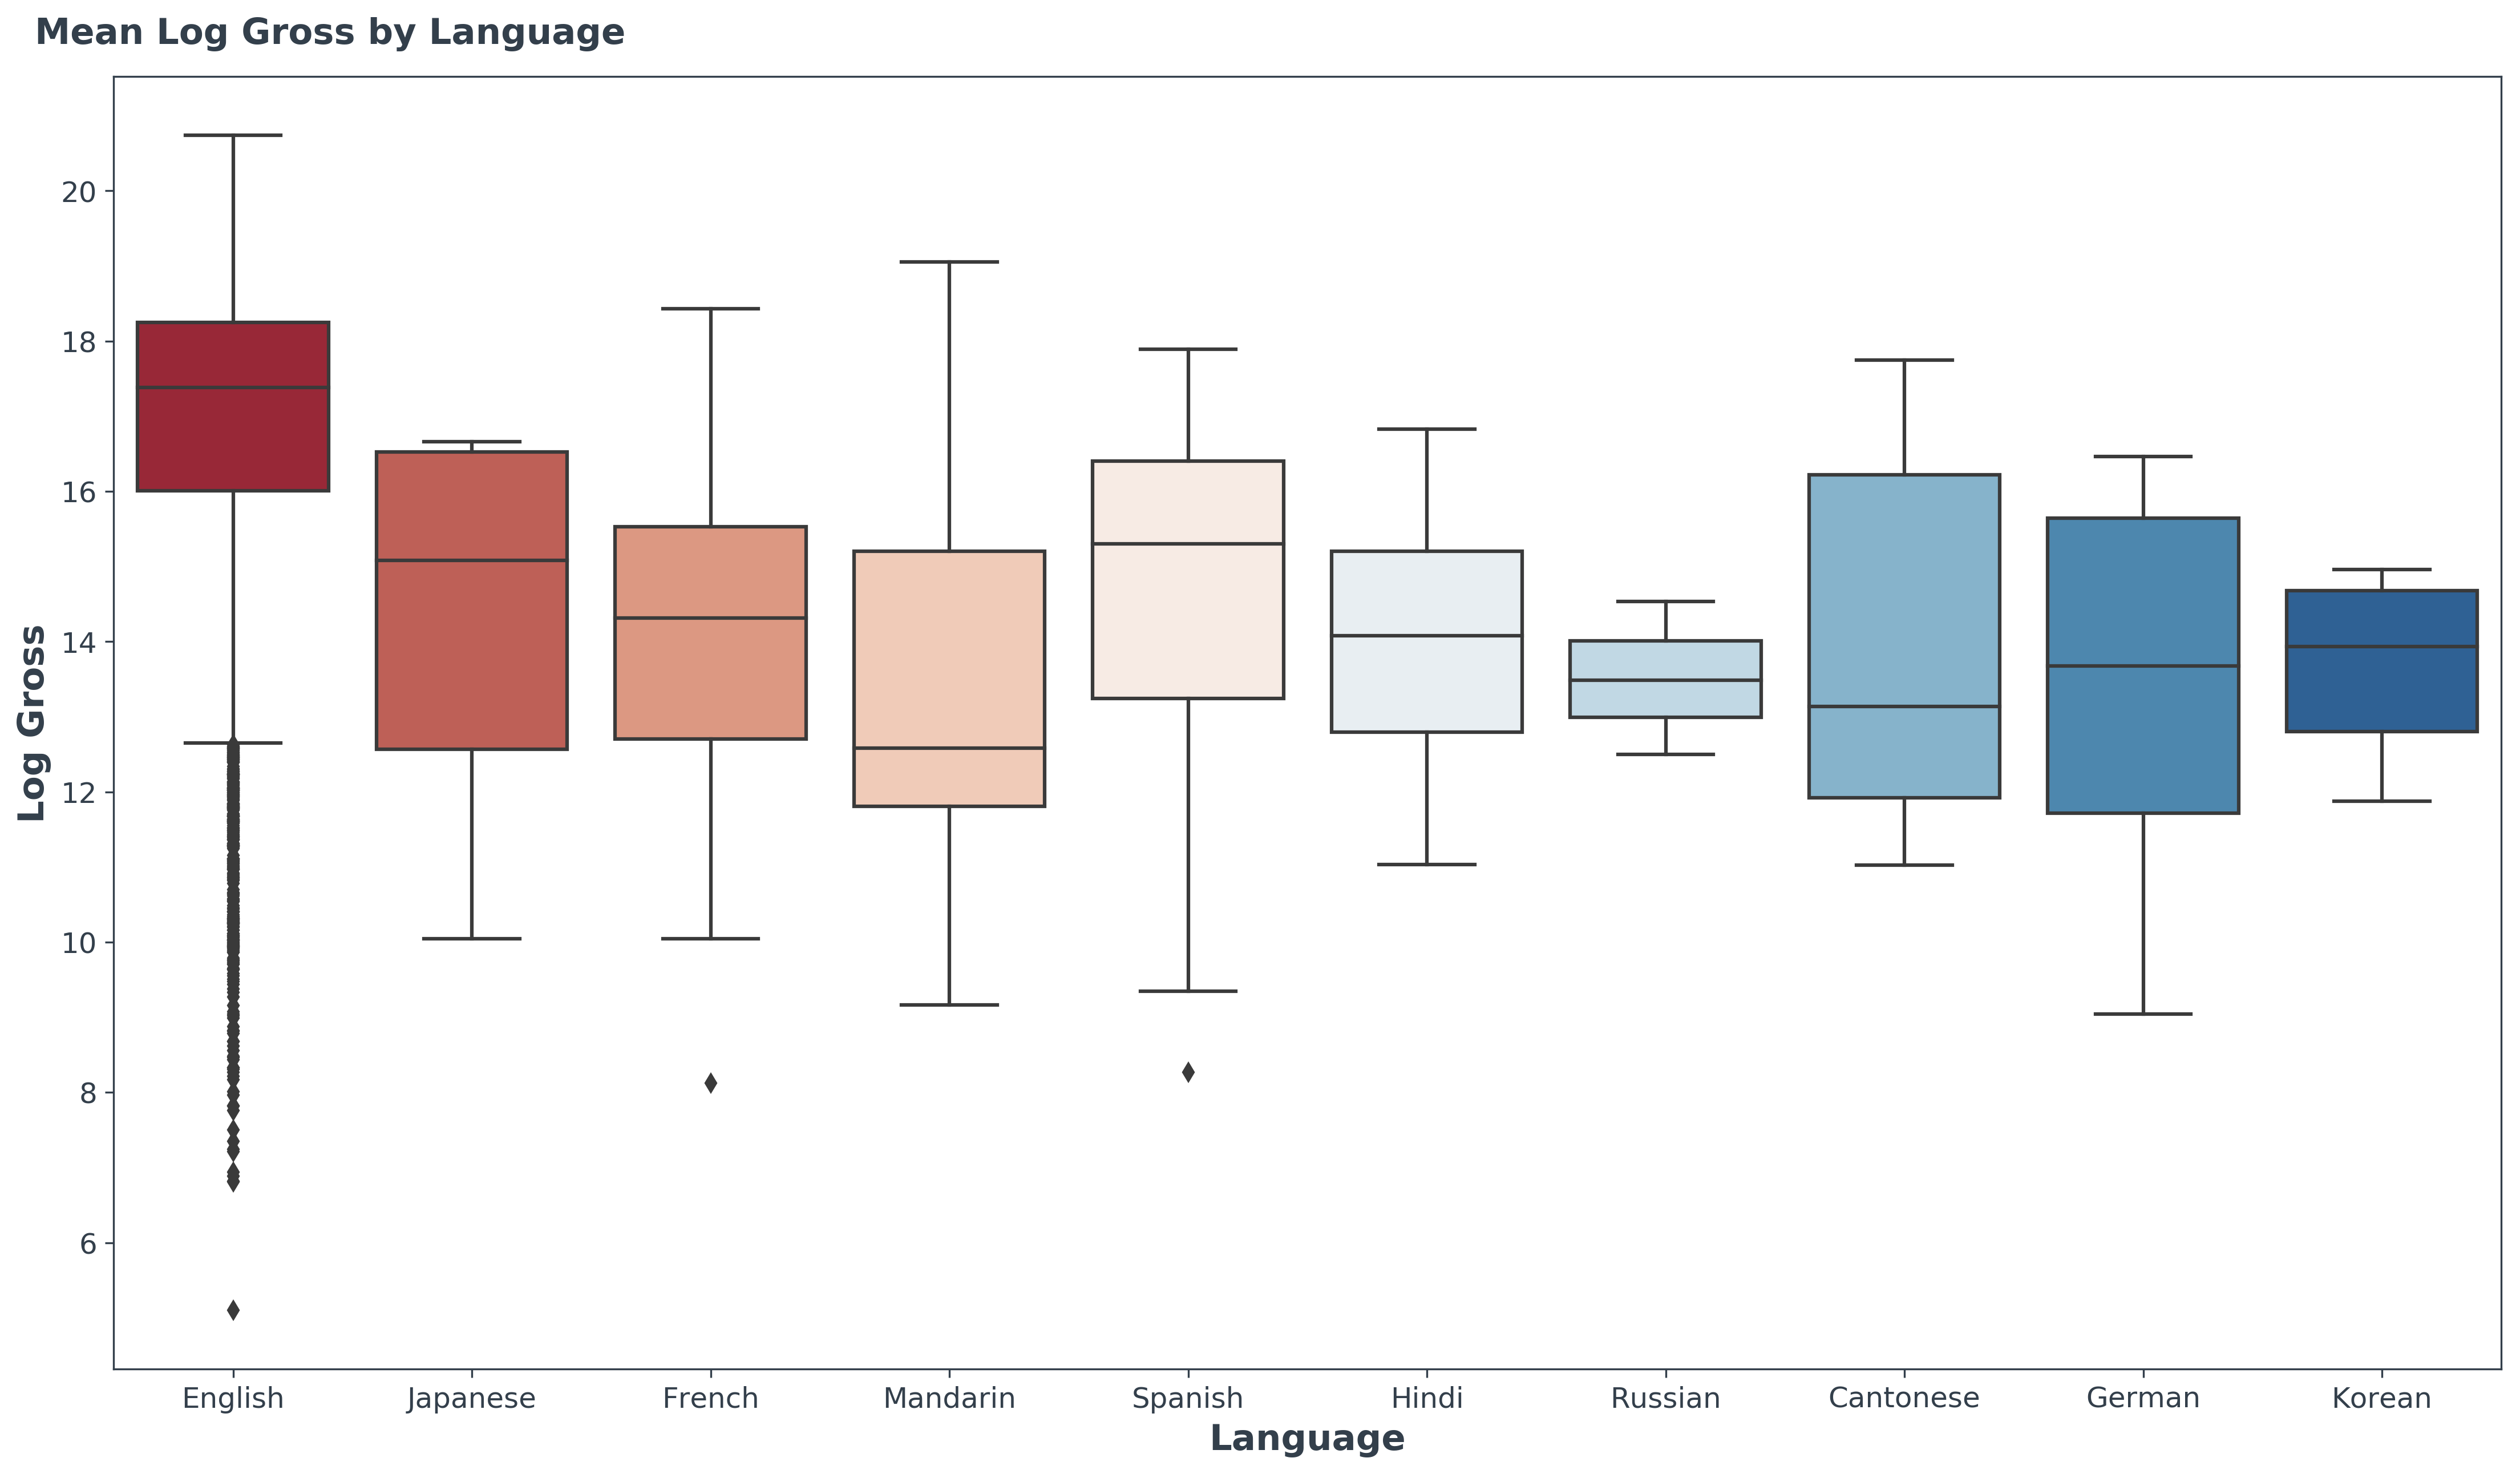 Mean Log Gross by Language
Log Gross
20
18
16
14
12
10
8
6
English Japanese French Mandarin Spanish Hindi Russian Cantonese German Korean
Language